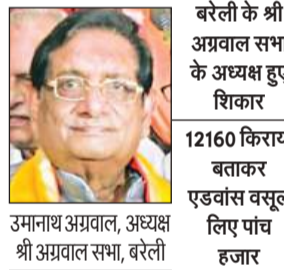 बरेली के श्री
अग्रवाल सभा
के अध्यक्ष हुए
शिकार
12160
बताकर
एडवांस
लिए पांच
हजार
उमानाथ अग्रवाल, अध्यक्ष
श्री अग्रवाल सभा, बरेली